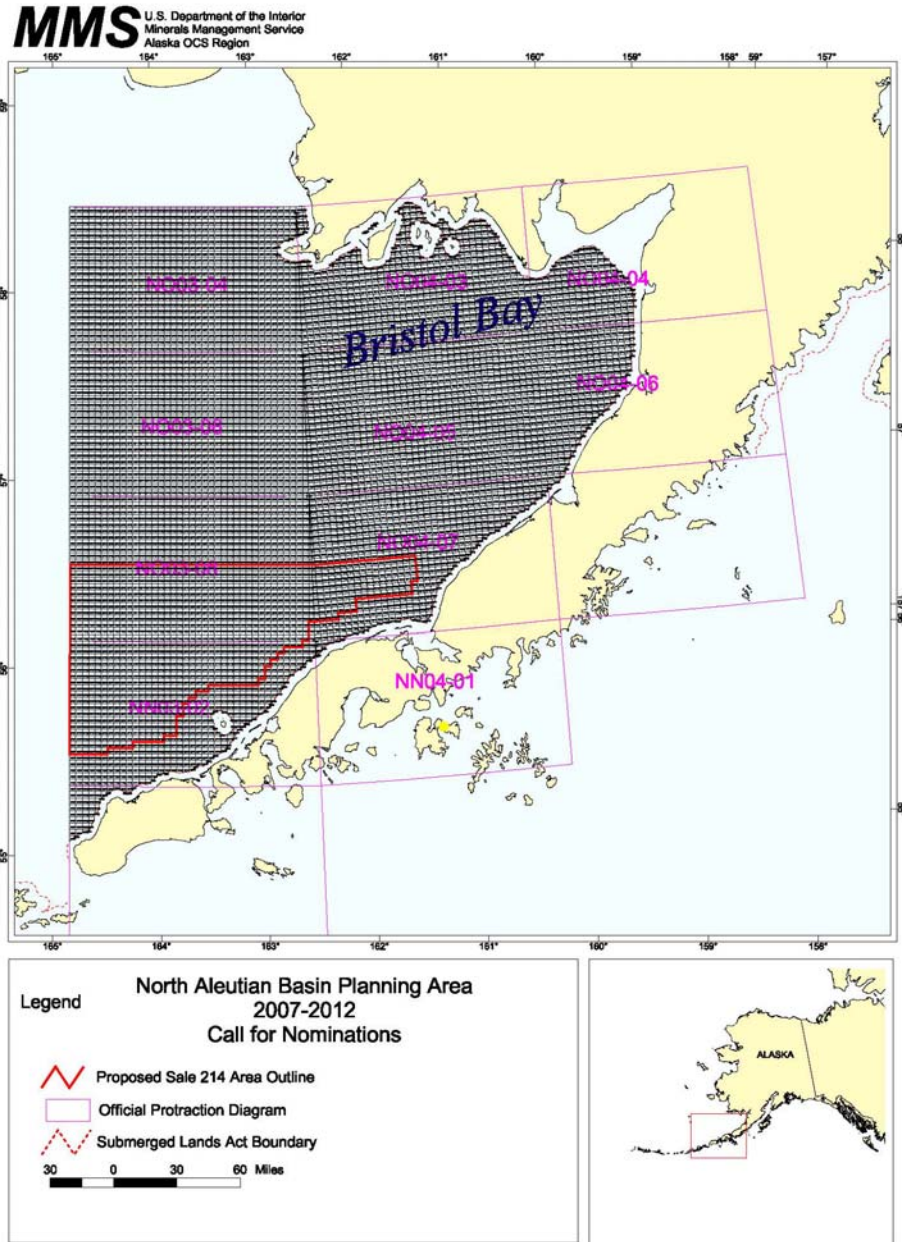 MMS
U.S. Department of the Interior
Minerals Management Service
Alaska OCS Region
165° 164° 163° 162° 161° 160° 159° 158° 59° 157°
58°
57°
56°
55°
NO03-04
NO04-03
NO04-04
Bristol Bay
NO04-06
NO03-06
NO04-05
NO04-07
NN04-01
165° 164° 163° 162° 161° 160° 159° 158°
Legend
North Aleutian Basin Planning Area
2007-2012
Call for Nominations
Proposed Sale 214 Area Outline
Official Protraction Diagram
Submerged Lands Act Boundary
30 0 30 60 Miles
ALASKA